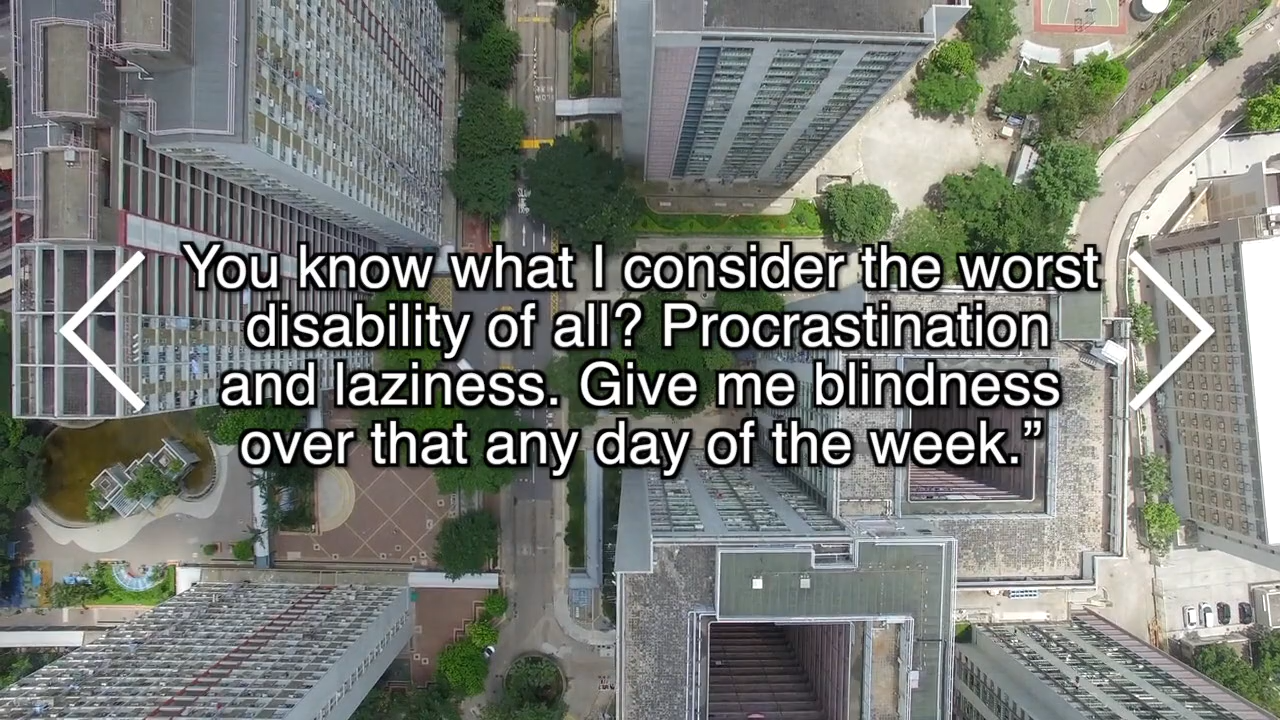 You know what I consider the worst
disability of all? Procrastination
and laziness. Give me blindness
over that any day of the week.”